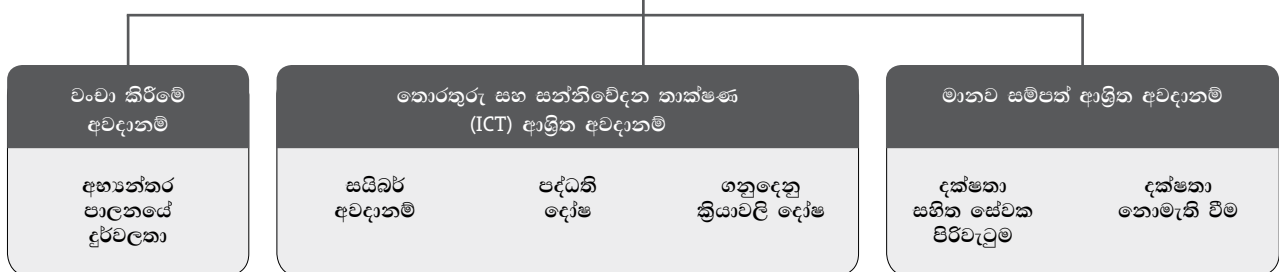 වංචා කිරීමේ
අවදානම්
අභ්‍යන්තර
පාලනයේ
දුර්වලතා
තොරතුරු සහ සන්නිවේදන තාක්ෂණ
(ICT) ආශ්‍රිත අවදානම්
සයිබර්
අවදානම්
පද්ධති
දෝෂ
ගනුදෙනු
ක්‍රියාවලි දෝෂ
මානව සම්පත් ආශ්‍රිත අවදානම්
දක්ෂතා
සහිත සේවක
පිරිවැටුම
දක්ෂතා
නොමැති වීම